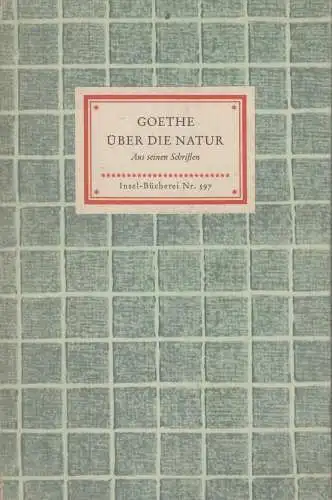 GOETHE
ÜBER DIE NATUR
Aus seinen Schriften
Insel-Bücherei Nr. 597